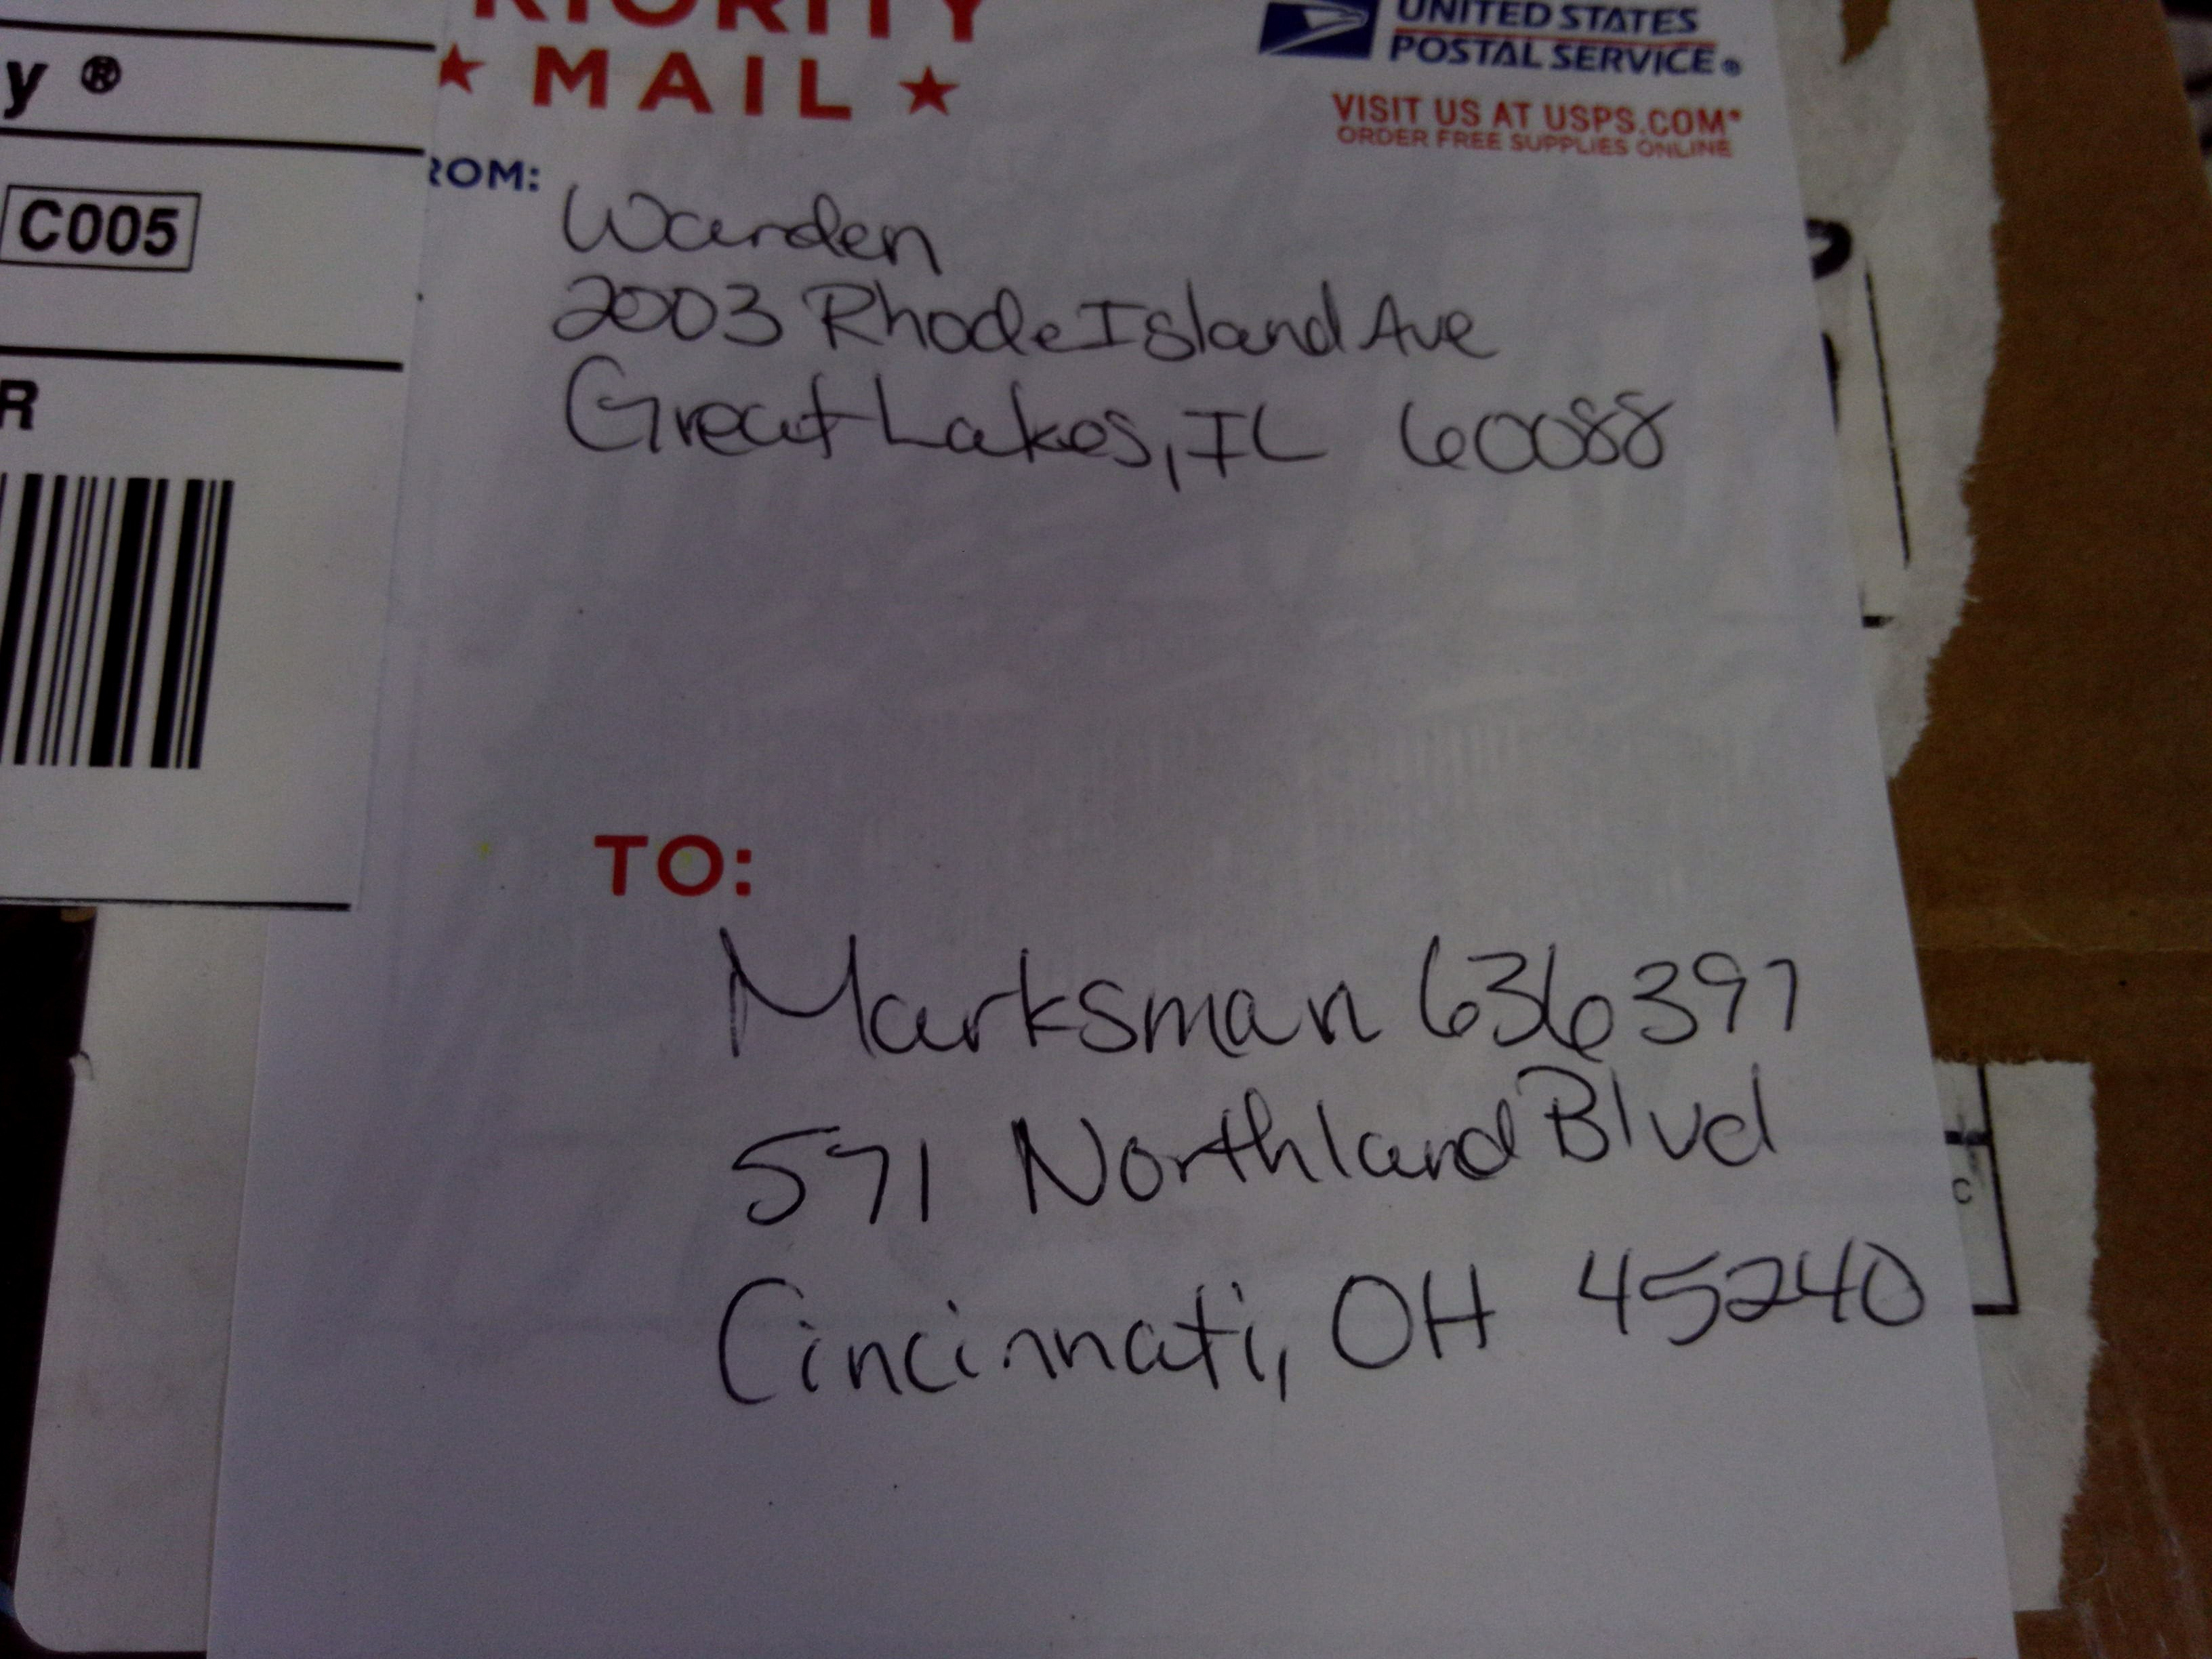 y ®
C005
R
MAIL
UNITED STATES
POSTAL SERVICE®
VISIT US AT USPS.COM®
ORDER FREE SUPPLIES ONLINE
Warden
2003 Rhode Island Ave
Great Lakes, IL 60088
TO:
Marksman 636397
571 Northland Blvd
Cincinnati, OH 45240
C